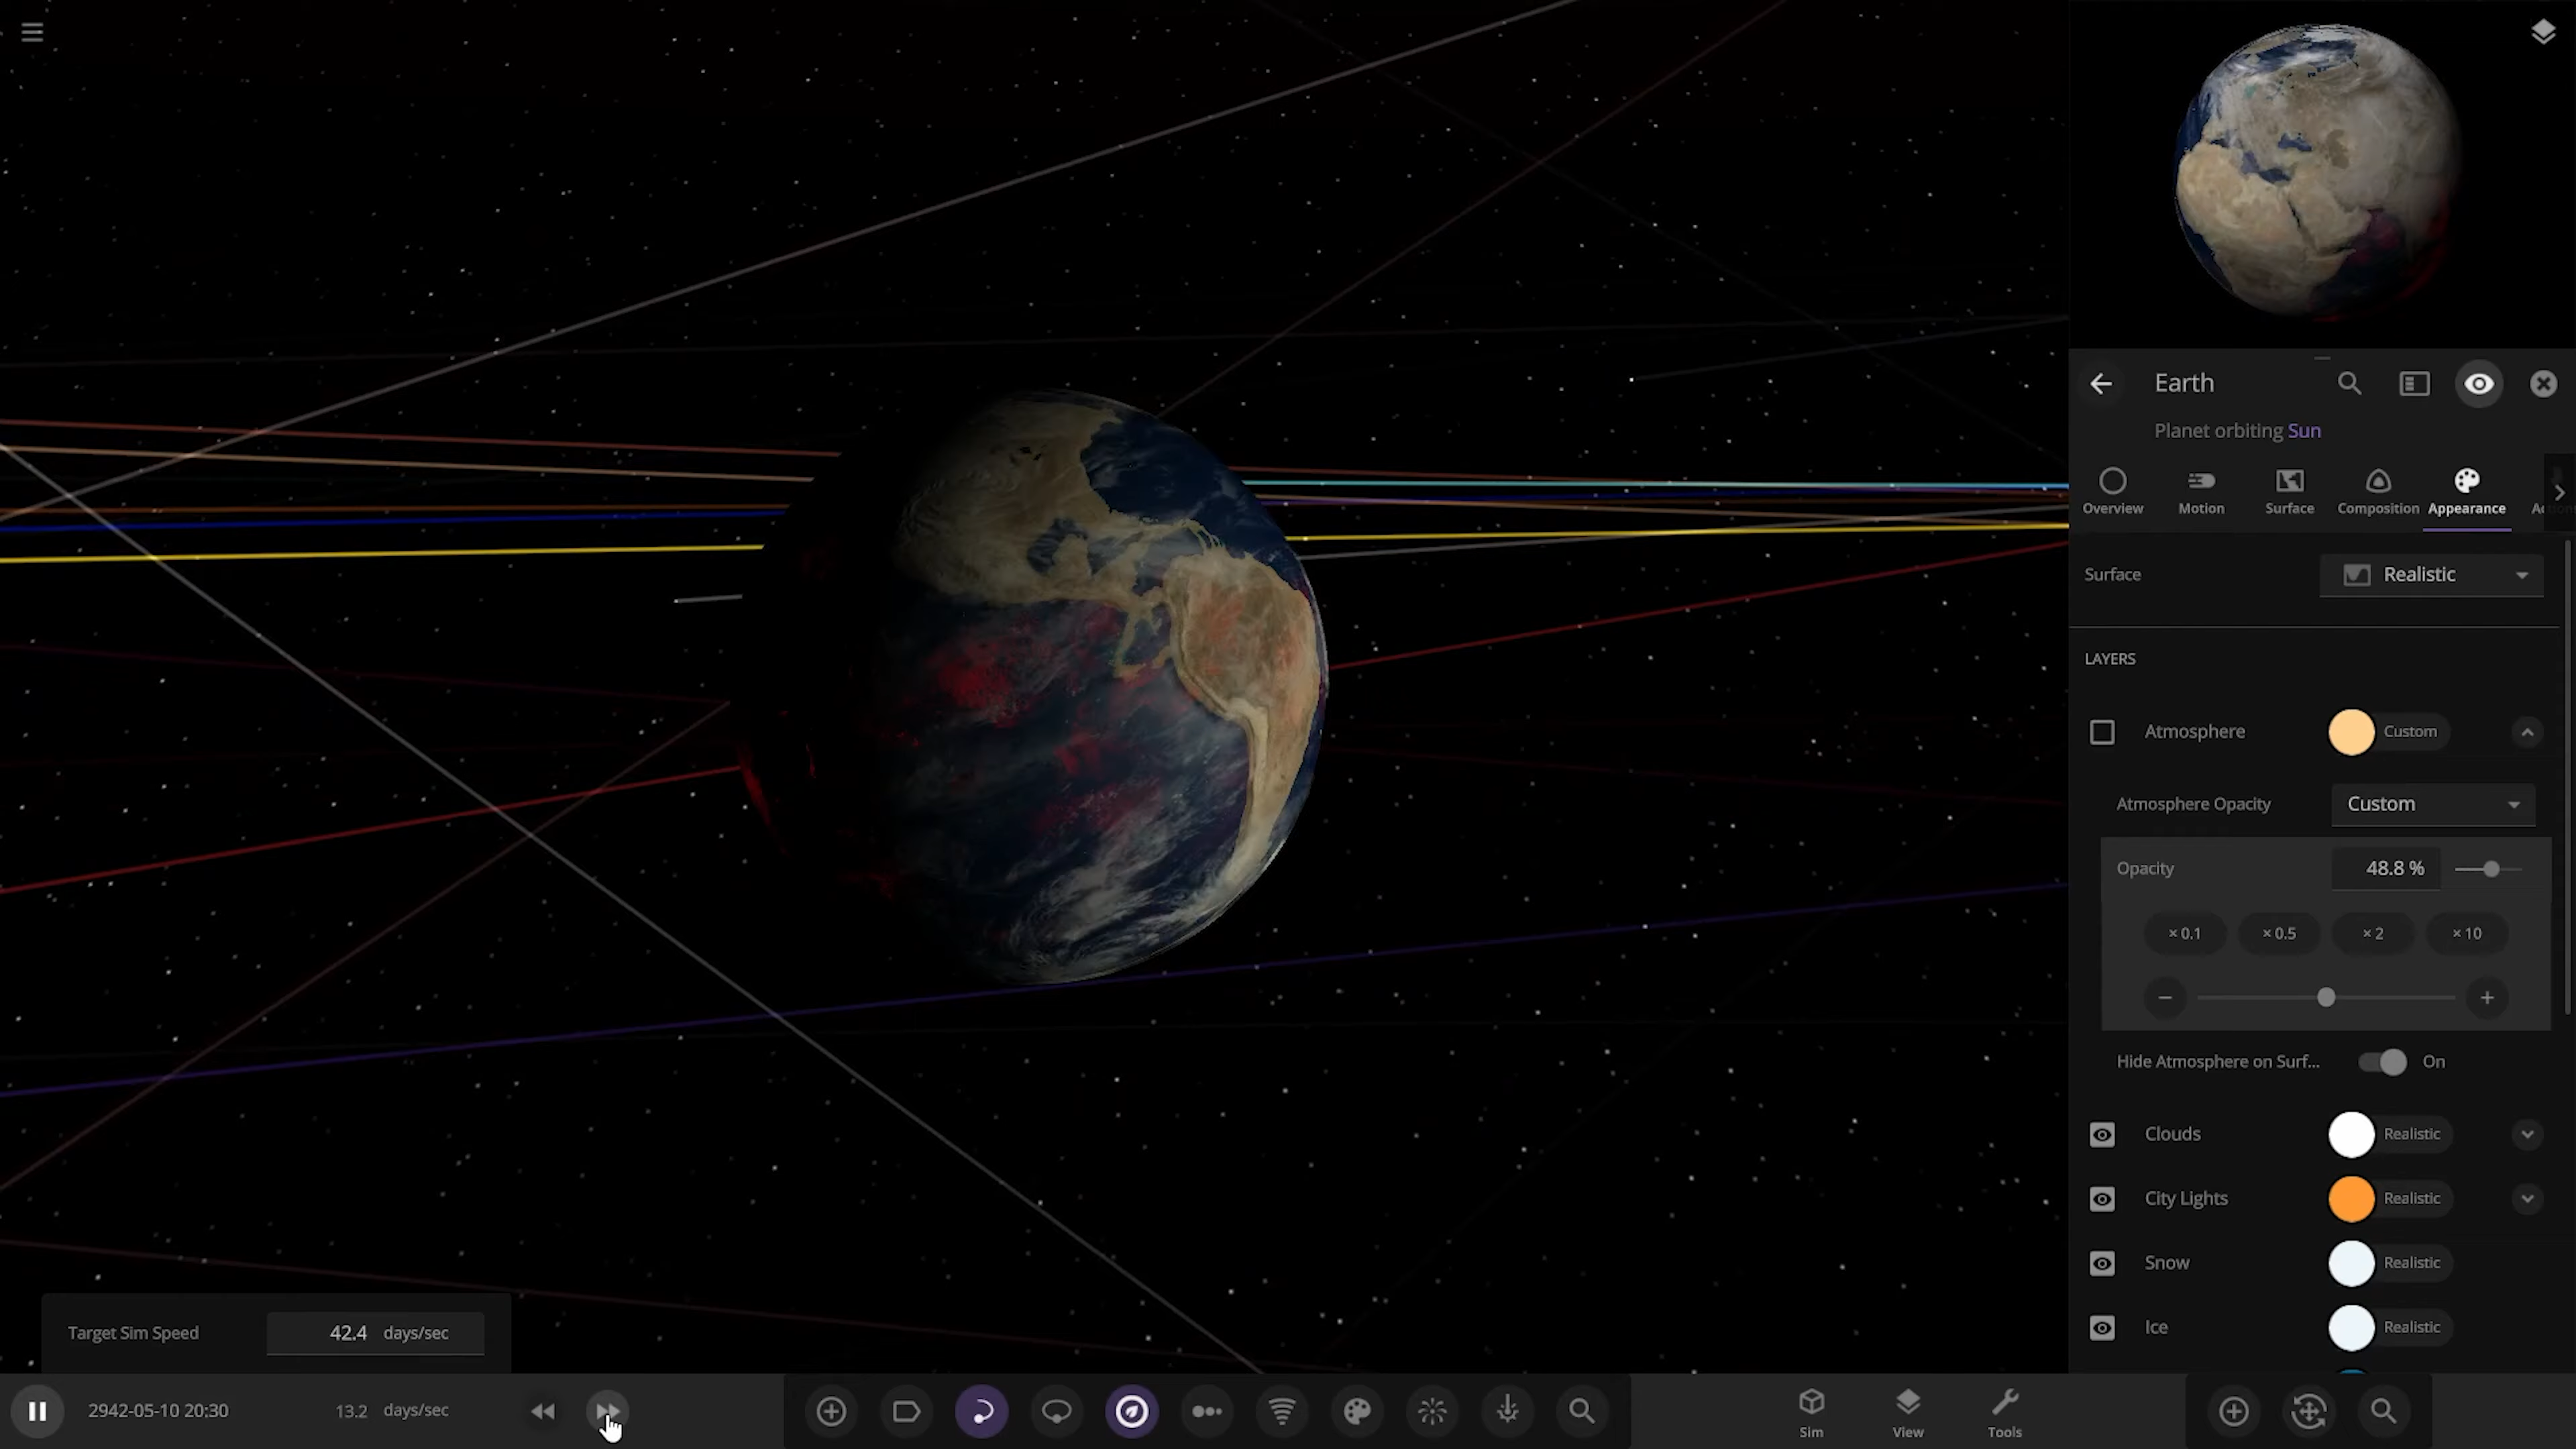 Earth
Planet orbiting Sun
Overview
Motion
Surface
Composition
Appearance
Surface
Realistic
LAYERS
Atmosphere
Custom
Atmosphere Opacity
Custom
Opacity
48.8 %
× 0.1
× 0.5
× 2
× 10
Hide Atmosphere on Surf...
On
Clouds
Realistic
City Lights
Realistic
Snow
Realistic
Ice
Realistic
Target Sim Speed
42.4 days/sec
2942-05-10 20:30
13.2 days/sec
Sim
View
Tools